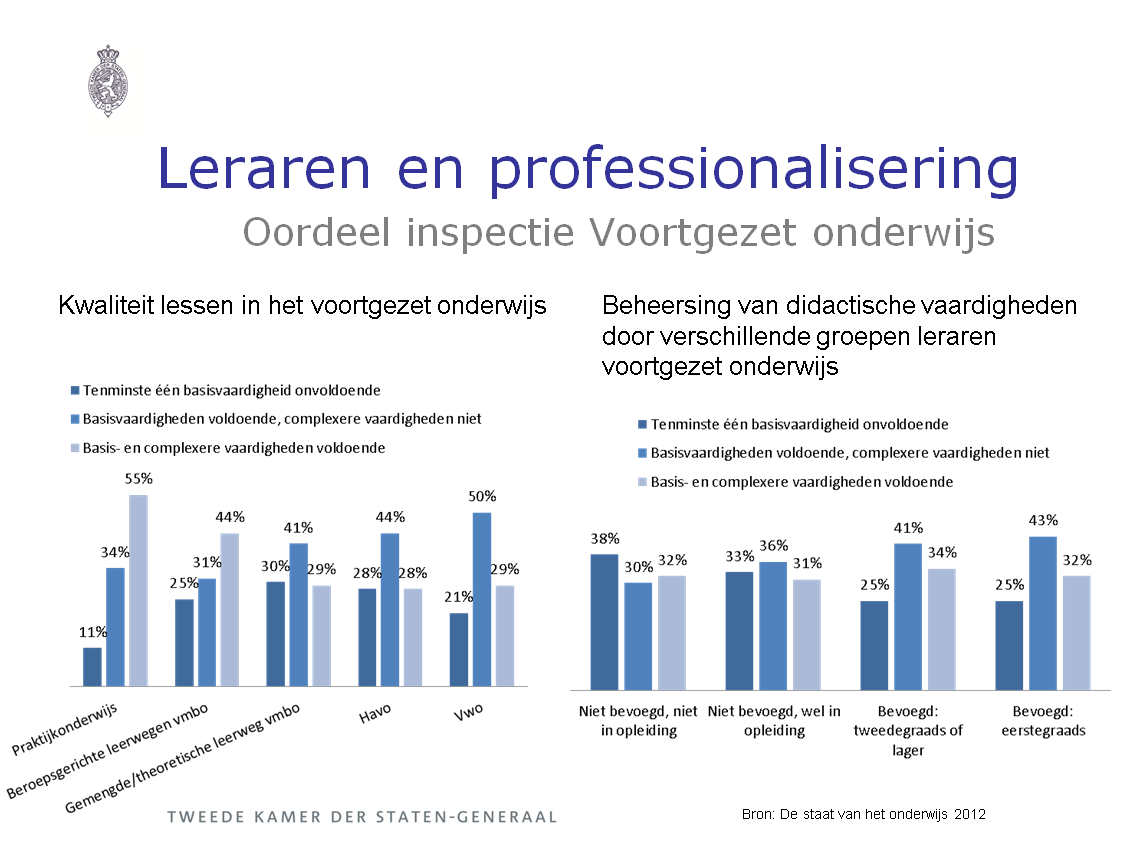 Leraren en professionalisering
Oordeel inspectie Voortgezet onderwijs
Kwaliteit lessen in het voortgezet onderwijs
Tenminste één basisvaardigheid onvoldoende
Basisvaardigheden voldoende, complexere vaardigheden niet
Basis- en complexere vaardigheden voldoende
11%
34%
55%
25%
31%
44%
30%
41%
29%
28%
44%
28%
21%
50%
29%
Praktijkonderwijs
Beroepsgerichte leerwegen vmbo
Gemengde/theoretische leerweg vmbo
Havo
Vwo
Beheersing van didactische vaardigheden
door verschillende groepen leraren
voortgezet onderwijs
Tenminste één basisvaardigheid onvoldoende
Basisvaardigheden voldoende, complexere vaardigheden niet
Basis- en complexere vaardigheden voldoende
38%
30%
32%
33%
36%
31%
25%
41%
34%
25%
43%
32%
Niet bevoegd, niet
in opleiding
Niet bevoegd, wel in
opleiding
Bevoegd:
tweedegraads of
lager
Bevoegd:
eerstegraads
TWEEDE KAMER DER STATEN-GENERAAL
Bron: De staat van het onderwijs 2012